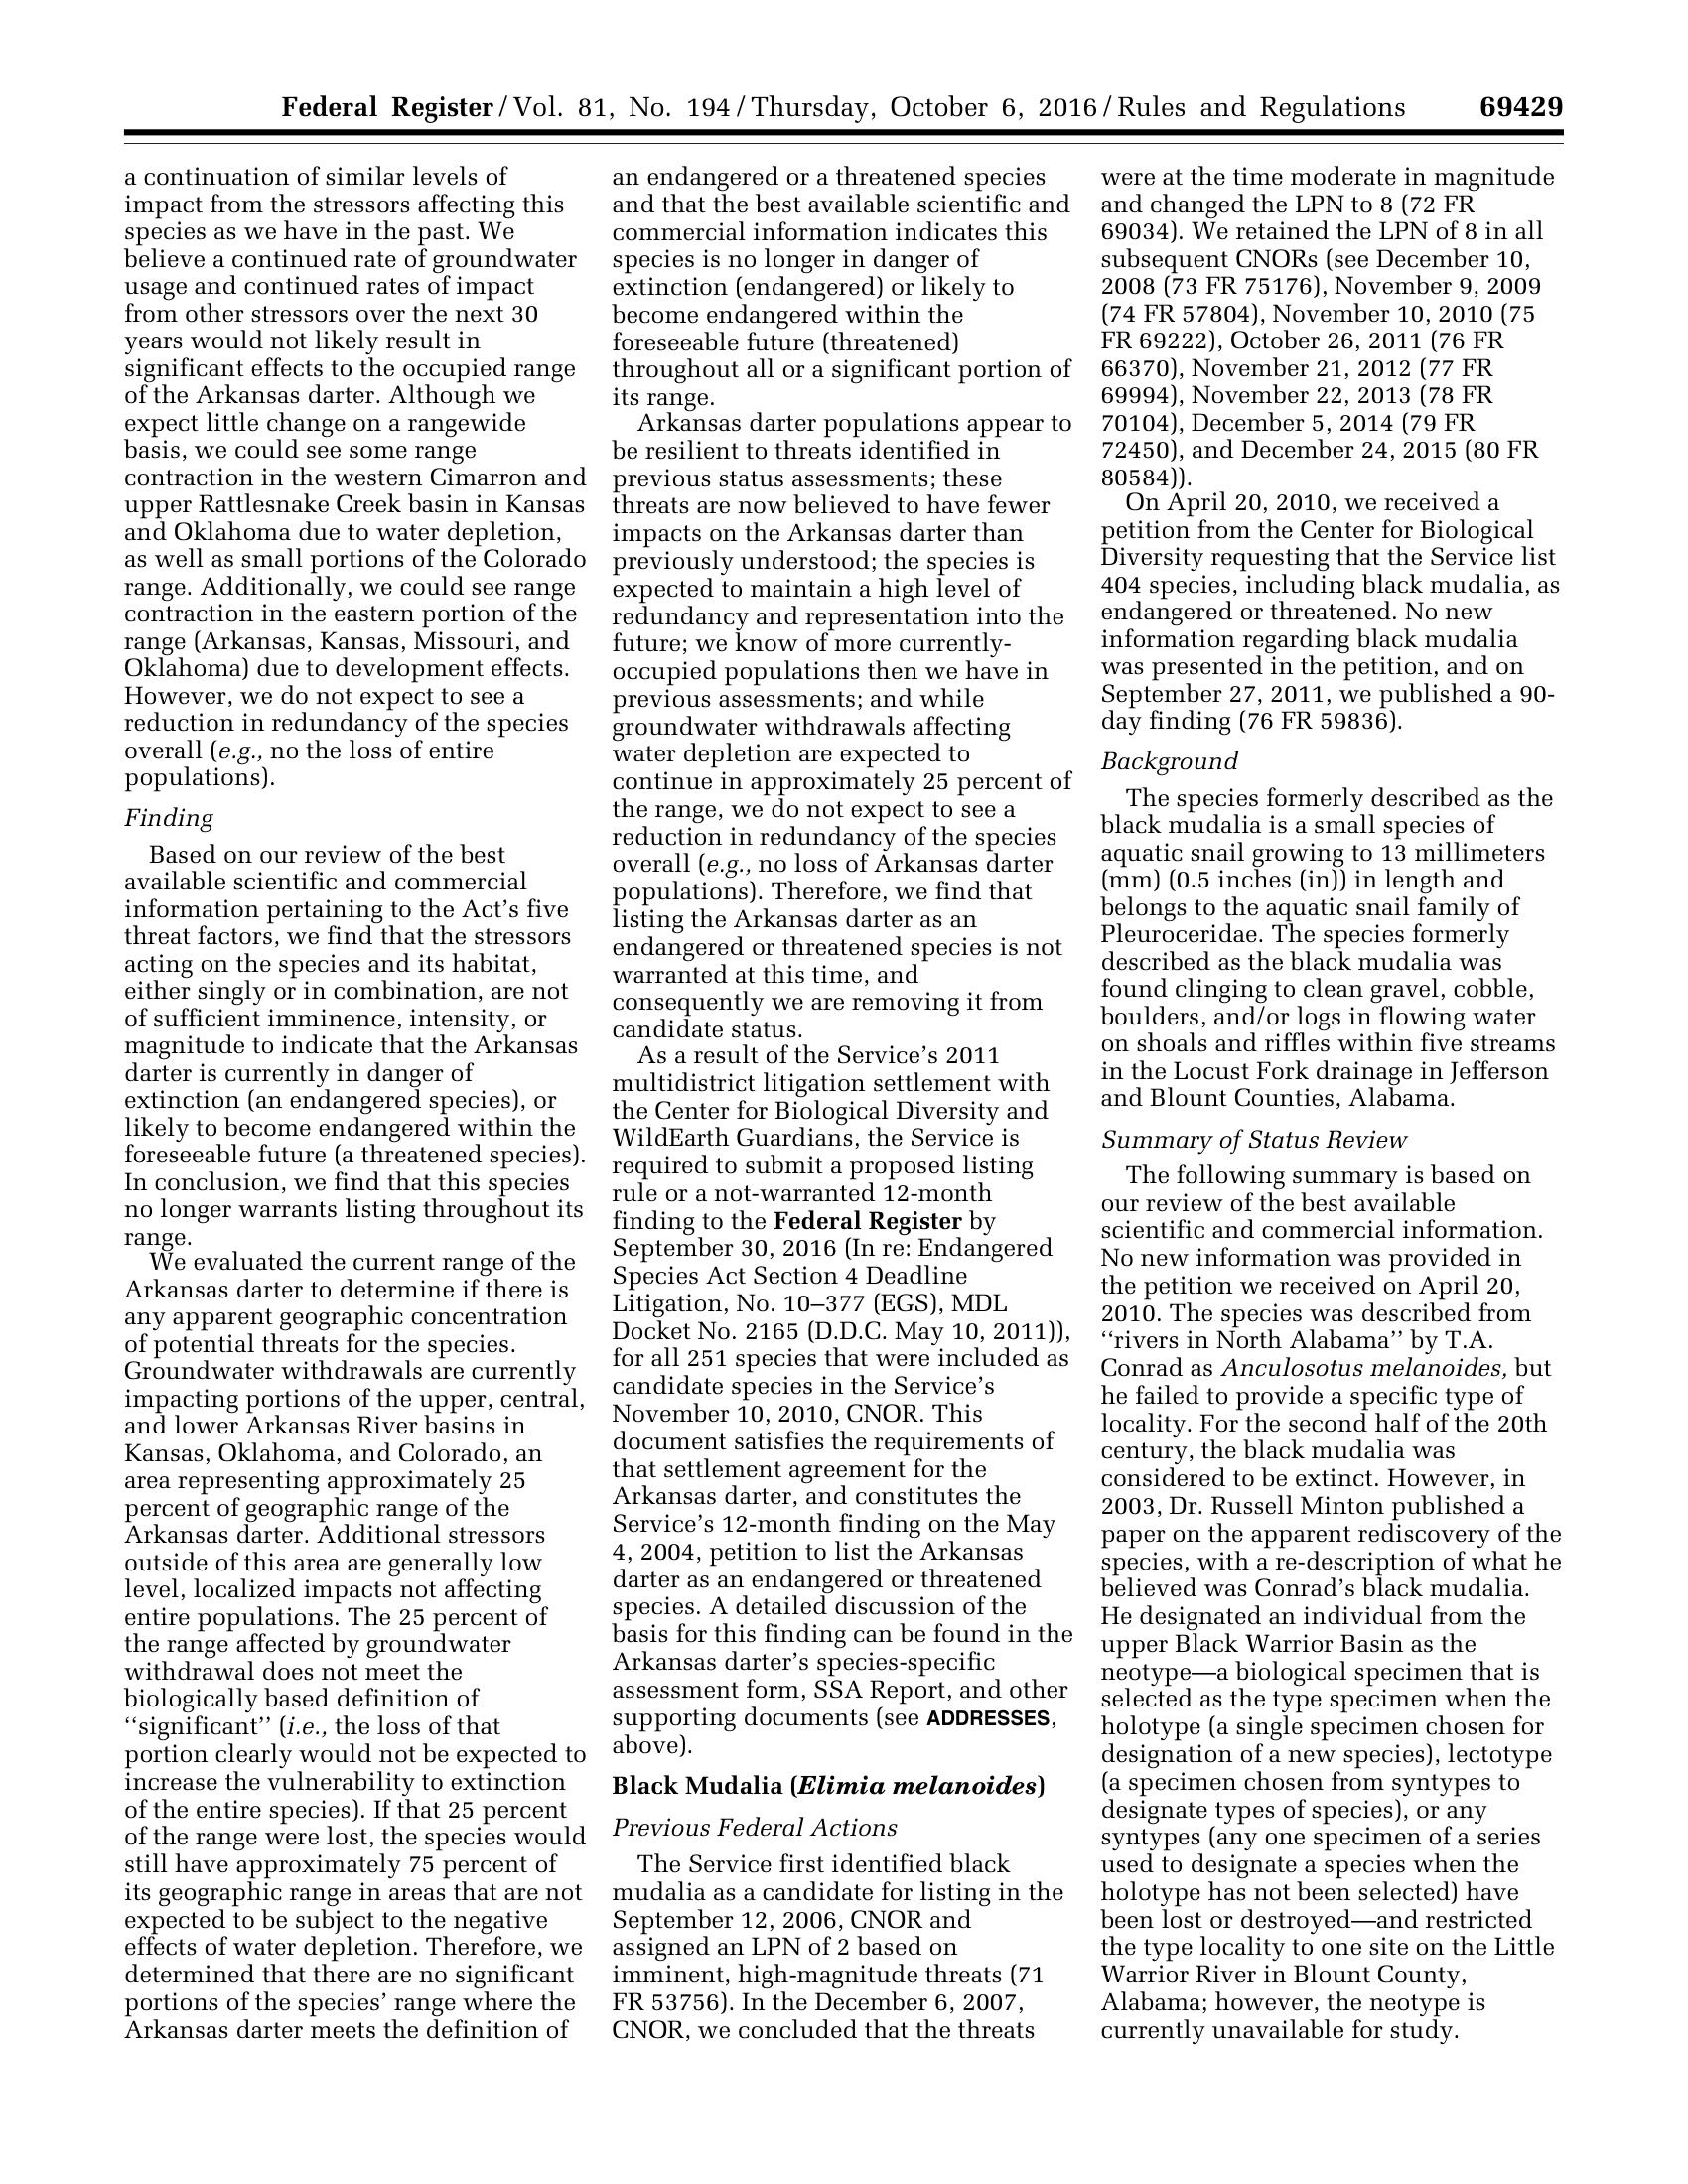 Federal Register / Vol. 81, No. 194 / Thursday, October 6, 2016 / Rules and Regulations 69429
a continuation of similar levels of
impact from the stressors affecting this
species as we have in the past. We
believe a continued rate of groundwater
usage and continued rates of impact
from other stressors over the next 30
years would not likely result in
significant effects to the occupied range
of the Arkansas darter. Although we
expect little change on a rangewide
basis, we could see some range
contraction in the western Cimarron and
upper Rattlesnake Creek basin in Kansas
and Oklahoma due to water depletion,
as well as small portions of the Colorado
range. Additionally, we could see range
contraction in the eastern portion of the
range (Arkansas, Kansas, Missouri, and
Oklahoma) due to development effects.
However, we do not expect to see a
reduction in redundancy of the species
overall (e.g., no the loss of entire
populations).
Finding
Based on our review of the best
available scientific and commercial
information pertaining to the Act's five
threat factors, we find that the stressors
acting on the species and its habitat,
either singly or in combination, are not
of sufficient imminence, intensity, or
magnitude to indicate that the Arkansas
darter is currently in danger of
extinction (an endangered species), or
likely to become endangered within the
foreseeable future (a threatened species).
In conclusion, we find that this species
no longer warrants listing throughout its
range.
We evaluated the current range of the
Arkansas darter to determine if there is
any apparent geographic concentration
of potential threats for the species.
Groundwater withdrawals are currently
impacting portions of the upper, central,
and lower Arkansas River basins in
Kansas, Oklahoma, and Colorado, an
area representing approximately 25
percent of geographic range of the
Arkansas darter. Additional stressors
outside of this area are generally low
level, localized impacts not affecting
entire populations. The 25 percent of
the range affected by groundwater
withdrawal does not meet the
biologically based definition of
‘‘significant’’ (i.e., the loss of that
portion clearly would not be expected to
increase the vulnerability to extinction
of the entire species). If that 25 percent
of the range were lost, the species would
still have approximately 75 percent of
its geographic range in areas that are not
expected to be subject to the negative
effects of water depletion. Therefore, we
determined that there are no significant
portions of the species' range where the
Arkansas darter meets the definition of
an endangered or a threatened species
and that the best available scientific and
commercial information indicates this
species is no longer in danger of
extinction (endangered) or likely to
become endangered within the
foreseeable future (threatened)
throughout all or a significant portion of
its range.
Arkansas darter populations appear to
be resilient to threats identified in
previous status assessments; these
threats are now believed to have fewer
impacts on the Arkansas darter than
previously understood; the species is
expected to maintain a high level of
redundancy and representation into the
future; we know of more currently-
occupied populations then we have in
previous assessments; and while
groundwater withdrawals affecting
water depletion are expected to
continue in approximately 25 percent of
the range, we do not expect to see a
reduction in redundancy of the species
overall (e.g., no loss of Arkansas darter
populations). Therefore, we find that
listing the Arkansas darter as an
endangered or threatened species is not
warranted at this time, and
consequently we are removing it from
candidate status.
As a result of the Service's 2011
multidistrict litigation settlement with
the Center for Biological Diversity and
WildEarth Guardians, the Service is
required to submit a proposed listing
rule or a not-warranted 12-month
finding to the Federal Register by
September 30, 2016 (In re: Endangered
Species Act Section 4 Deadline
Litigation, No. 10–377 (EGS), MDL
Docket No. 2165 (D.D.C. May 10, 2011)),
for all 251 species that were included as
candidate species in the Service's
November 10, 2010, CNOR. This
document satisfies the requirements of
that settlement agreement for the
Arkansas darter, and constitutes the
Service's 12-month finding on the May
4, 2004, petition to list the Arkansas
darter as an endangered or threatened
species. A detailed discussion of the
basis for this finding can be found in the
Arkansas darter's species-specific
assessment form, SSA Report, and other
supporting documents (see ADDRESSES,
above).
Black Mudalia (Elimia melanoides)
Previous Federal Actions
The Service first identified black
mudalia as a candidate for listing in the
September 12, 2006, CNOR and
assigned an LPN of 2 based on
imminent, high-magnitude threats (71
FR 53756). In the December 6, 2007,
CNOR, we concluded that the threats
were at the time moderate in magnitude
and changed the LPN to 8 (72 FR
69034). We retained the LPN of 8 in all
subsequent CNORs (see December 10,
2008 (73 FR 75176), November 9, 2009
(74 FR 57804), November 10, 2010 (75
FR 69222), October 26, 2011 (76 FR
66370), November 21, 2012 (77 FR
69994), November 22, 2013 (78 FR
70104), December 5, 2014 (79 FR
72450), and December 24, 2015 (80 FR
80584)).
On April 20, 2010, we received a
petition from the Center for Biological
Diversity requesting that the Service list
404 species, including black mudalia, as
endangered or threatened. No new
information regarding black mudalia
was presented in the petition, and on
September 27, 2011, we published a 90-
day finding (76 FR 59836).
Background
The species formerly described as the
black mudalia is a small species of
aquatic snail growing to 13 millimeters
(mm) (0.5 inches (in)) in length and
belongs to the aquatic snail family of
Pleuroceridae. The species formerly
described as the black mudalia was
found clinging to clean gravel, cobble,
boulders, and/or logs in flowing water
on shoals and riffles within five streams
in the Locust Fork drainage in Jefferson
and Blount Counties, Alabama.
Summary of Status Review
The following summary is based on
our review of the best available
scientific and commercial information.
No new information was provided in
the petition we received on April 20,
2010. The species was described from
‘‘rivers in North Alabama’’ by T.A.
Conrad as Anculosotus melanoides, but
he failed to provide a specific type of
locality. For the second half of the 20th
century, the black mudalia was
considered to be extinct. However, in
2003, Dr. Russell Minton published a
paper on the apparent rediscovery of the
species, with a re-description of what he
believed was Conrad's black mudalia.
He designated an individual from the
upper Black Warrior Basin as the
neotype—a biological specimen that is
selected as the type specimen when the
holotype (a single specimen chosen for
designation of a new species), lectotype
(a specimen chosen from syntypes to
designate types of species), or any
syntypes (any one specimen of a series
used to designate a species when the
holotype has not been selected) have
been lost or destroyed—and restricted
the type locality to one site on the Little
Warrior River in Blount County,
Alabama; however, the neotype is
currently unavailable for study.